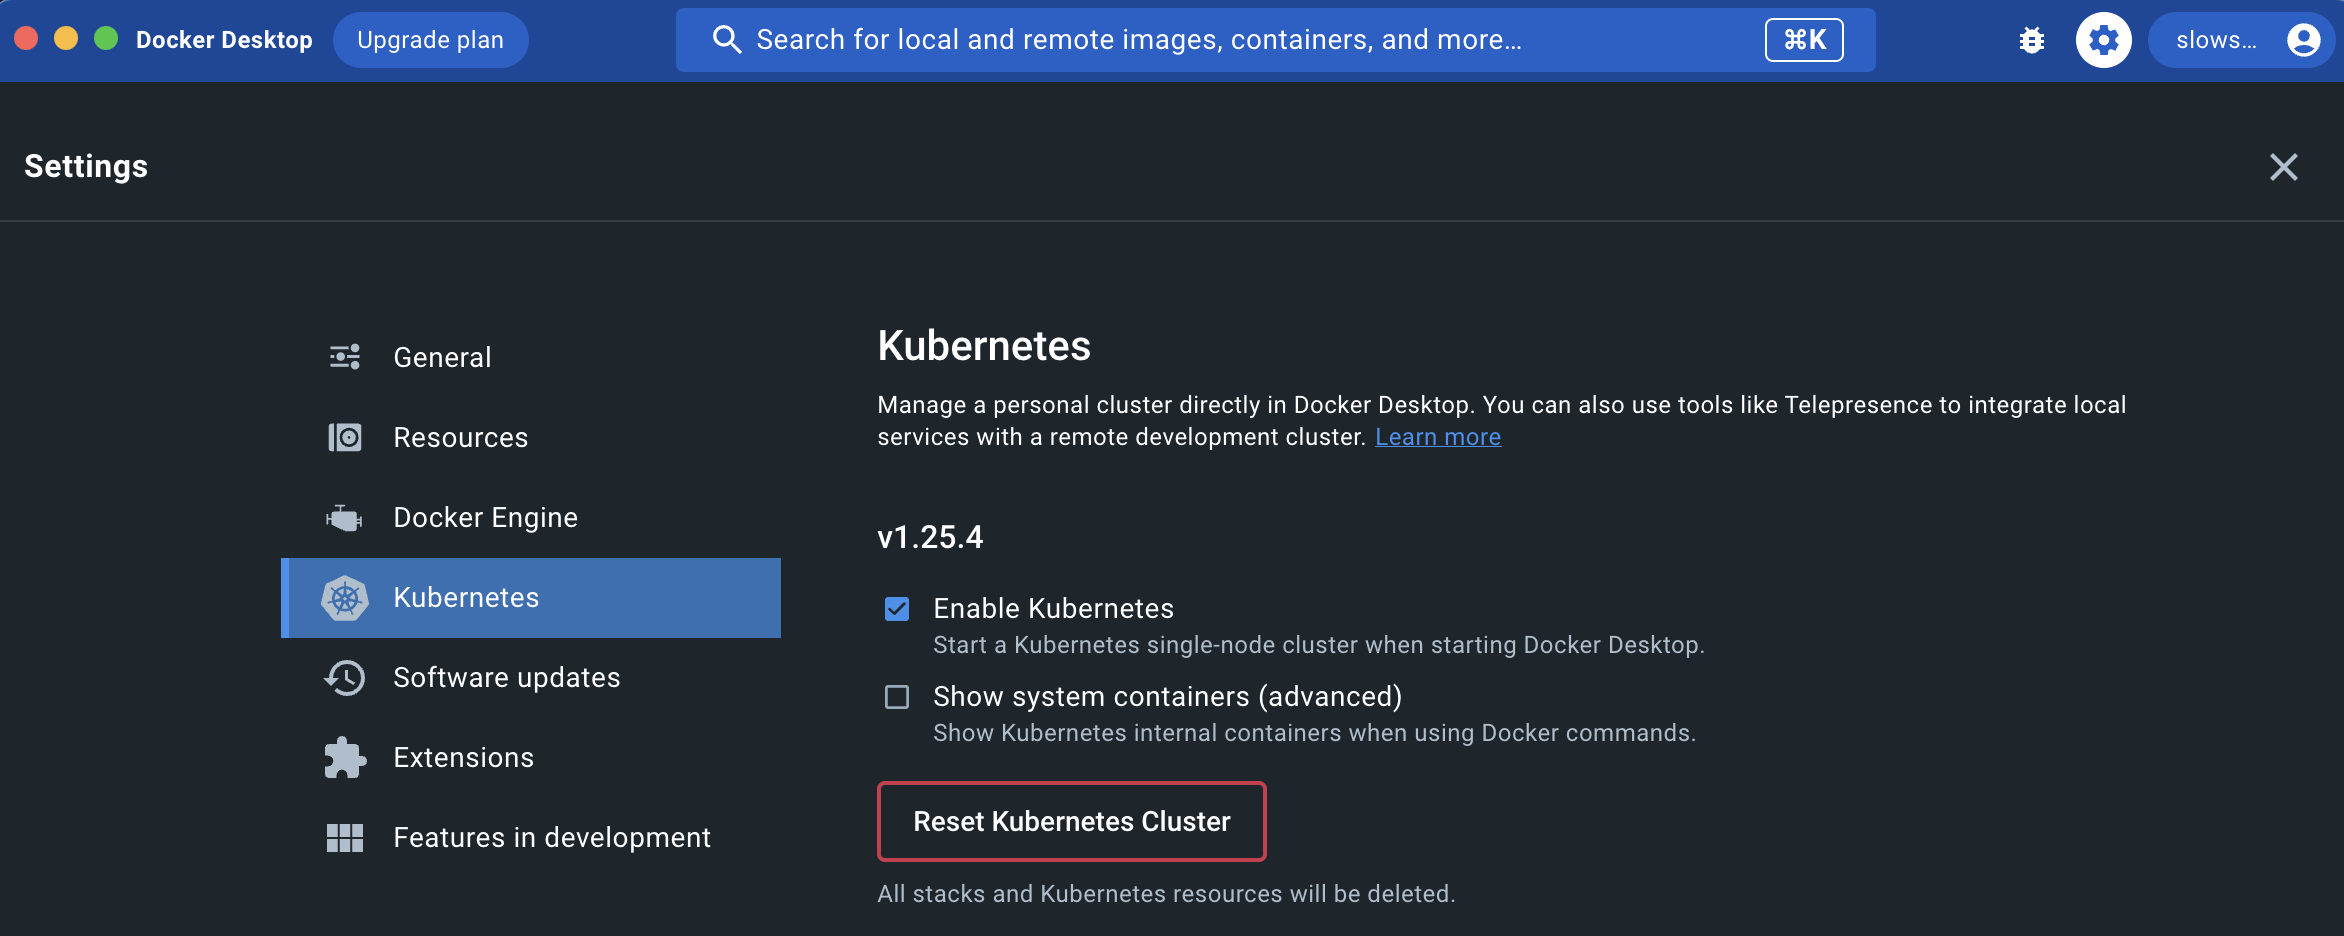 Docker Desktop
Upgrade plan
Search for local and remote images, containers, and more...
⌘K
slows...
Settings
General
Resources
Docker Engine
Kubernetes
Software updates
Extensions
Features in development
Kubernetes
Manage a personal cluster directly in Docker Desktop. You can also use tools like Telepresence to integrate local
services with a remote development cluster. Learn more
v1.25.4
Enable Kubernetes
Start a Kubernetes single-node cluster when starting Docker Desktop.
Show system containers (advanced)
Show Kubernetes internal containers when using Docker commands.
Reset Kubernetes Cluster
All stacks and Kubernetes resources will be deleted.